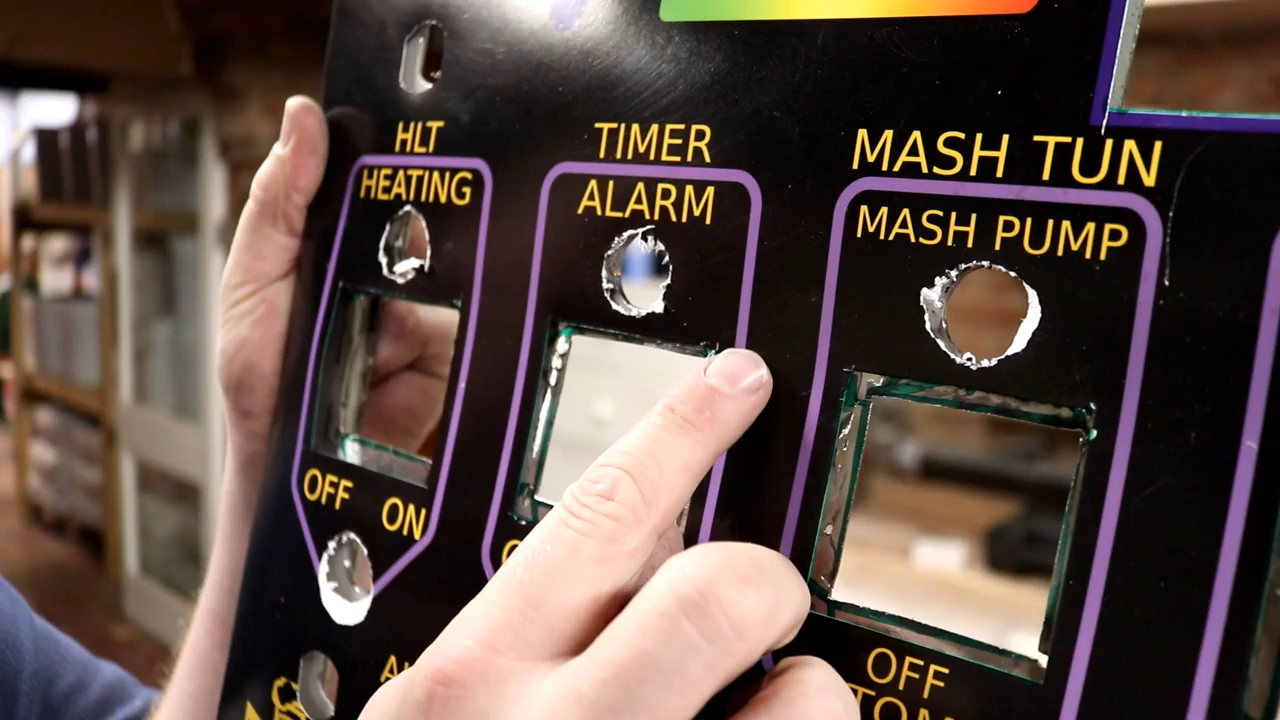 HLT
HEATING
OFF ON
TIMER
ALARM
MASH TUN
MASH PUMP
OFF